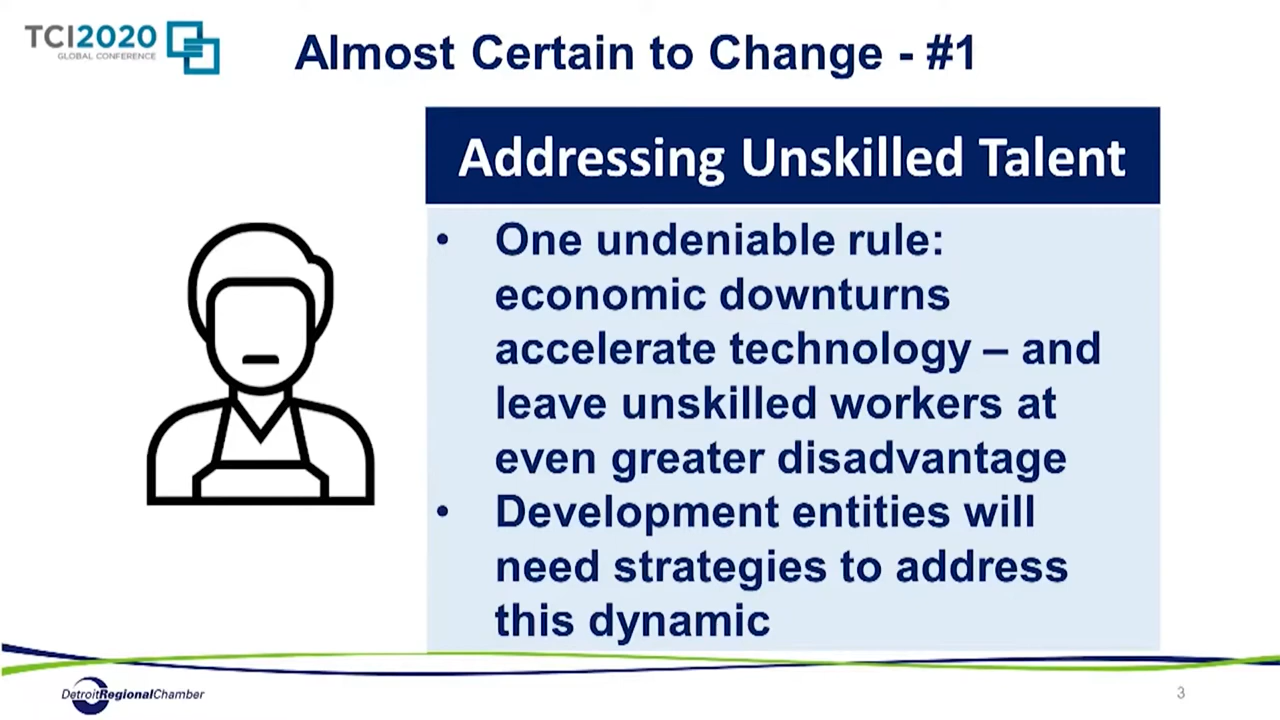 TCI2020
GLOBAL CONFERENCE
Almost Certain to Change - #1
Addressing Unskilled Talent
• One undeniable rule:
economic downturns
accelerate technology – and
leave unskilled workers at
even greater disadvantage
• Development entities will
need strategies to address
this dynamic
DetroitRegionalChamber
3